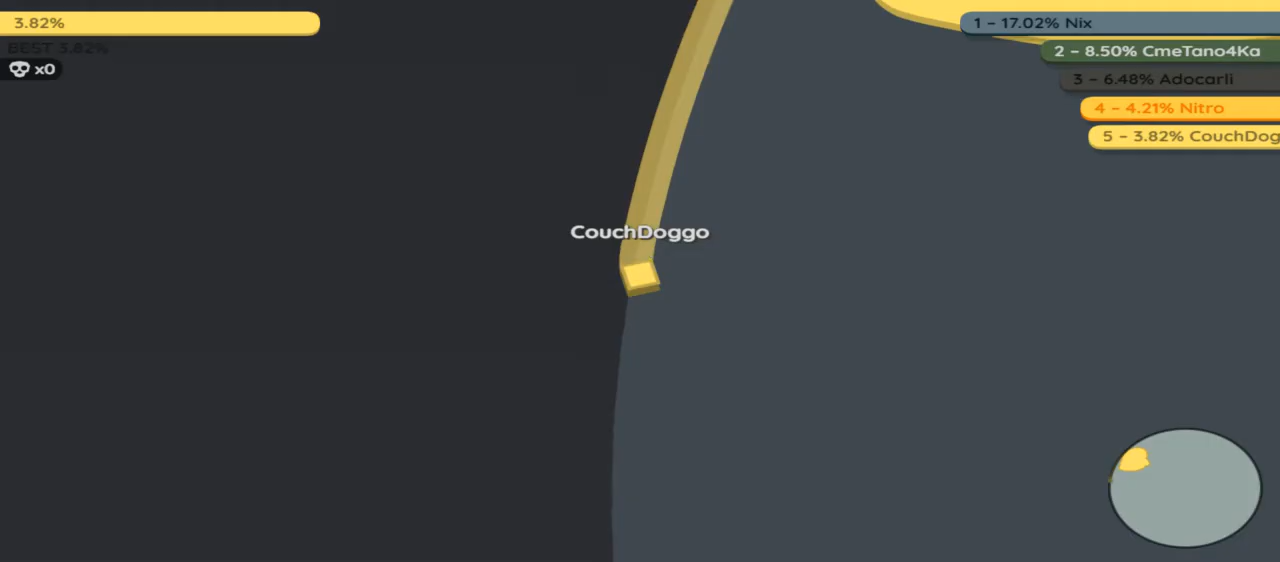 3.82%
BEST 3.82%
x0
1 - 17.02% Nix
2 - 8.50% CmeTano4Ka
3 - 6.48% Adocarli
4 - 4.21% Nitro
5 - 3.82% CouchDog
CouchDoggo